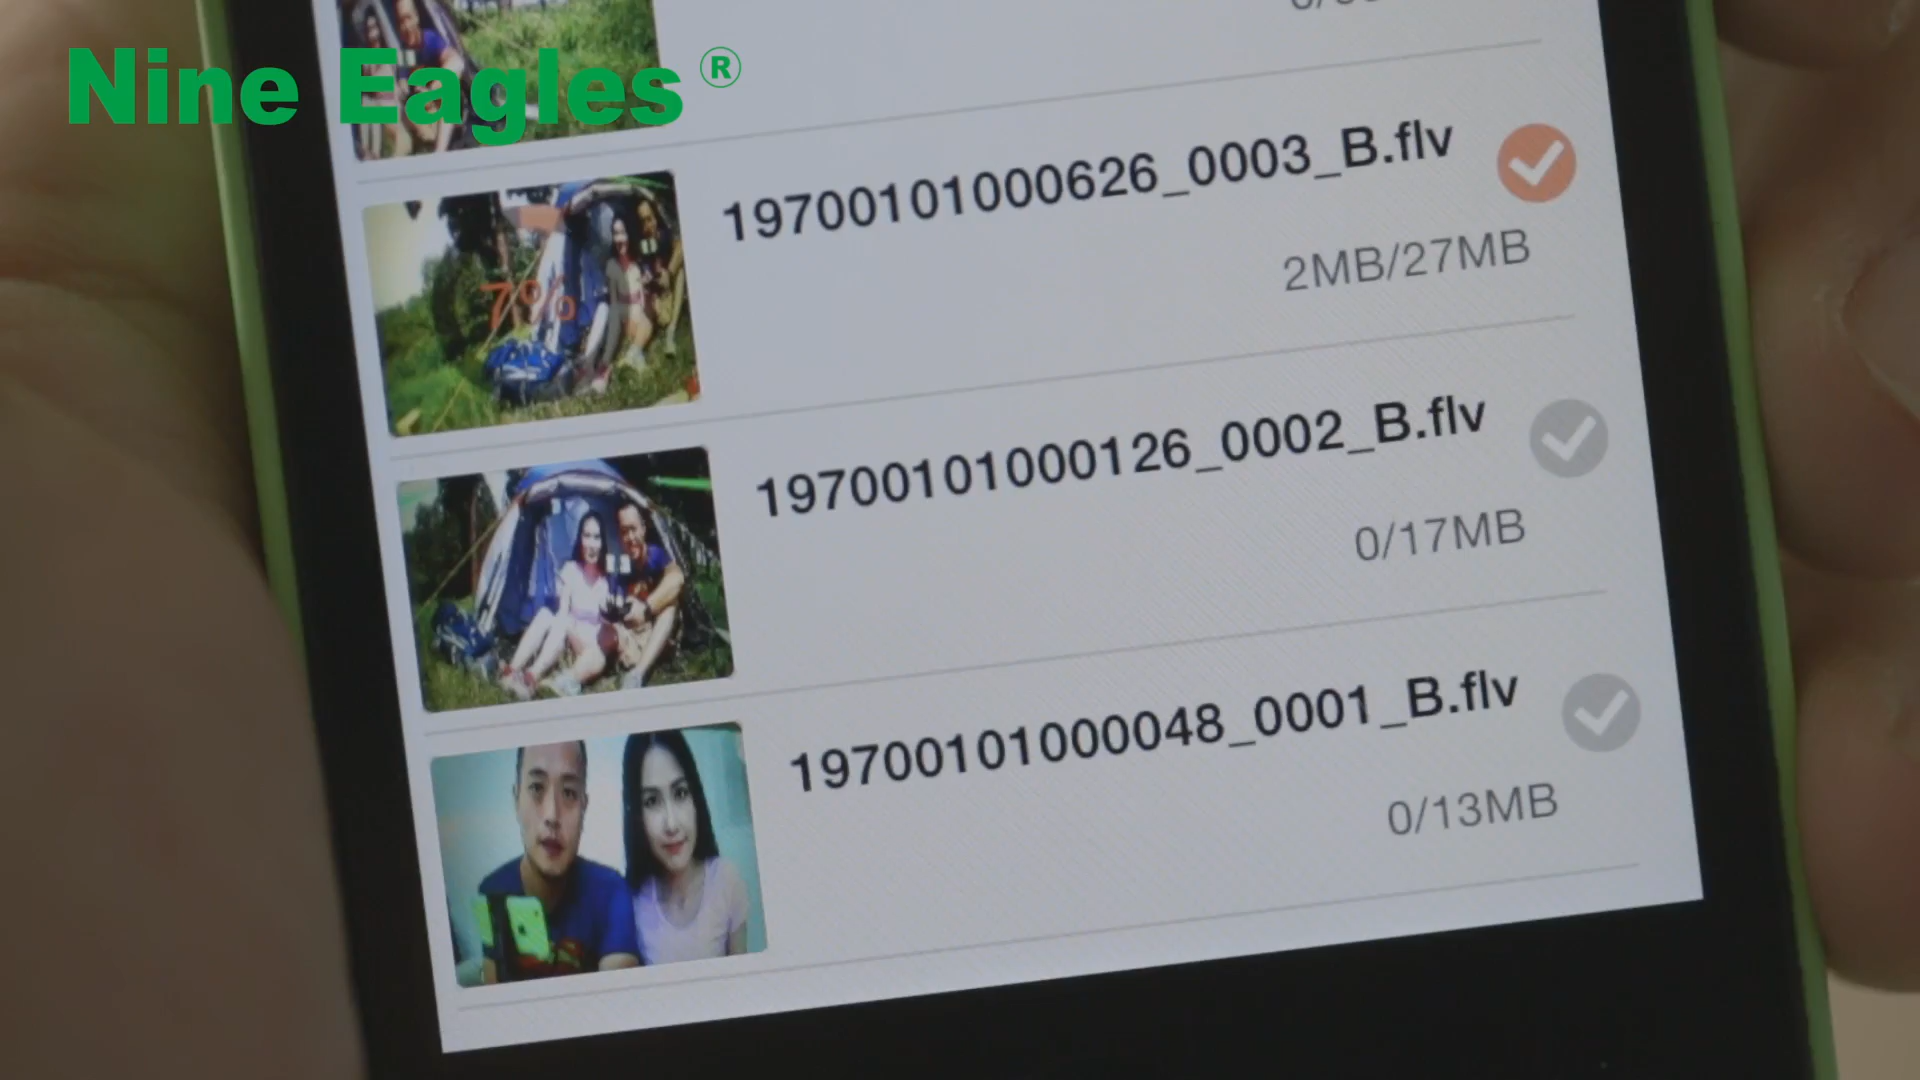 Nine Eagles®
19700101000626_0003_B.flv
2MB/27MB
7%
19700101000126_0002_B.flv
0/17MB
19700101000048_0001_B.flv
0/13MB